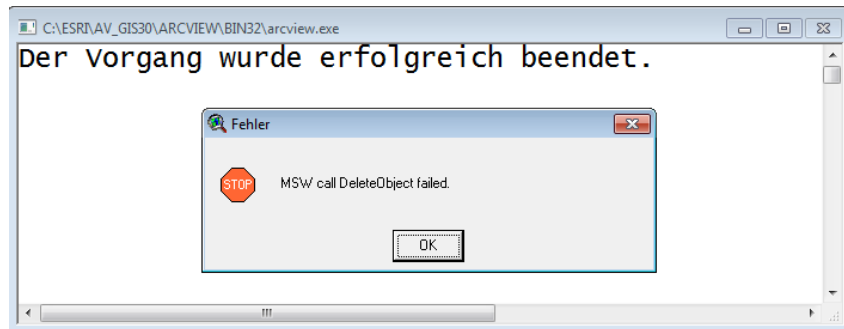 C:\ESRI\AV_GIS30\ARCVIEW\BIN32\arcview.exe
Der Vorgang wurde erfolgreich beendet.
Fehler
STOP
MSW call DeleteObject failed.
OK